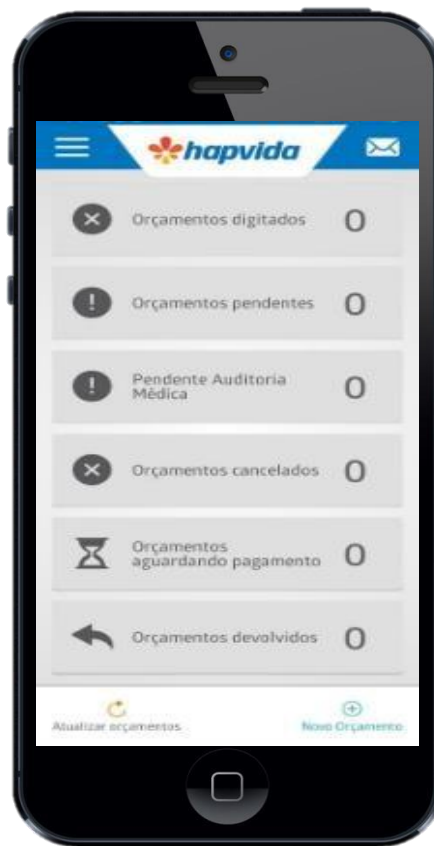 hapvida
Orçamentos digitados 0
Orçamentos pendentes 0
Pendente Auditoria
Médica 0
Orçamentos cancelados 0
Orçamentos
aguardando pagamento 0
Orçamentos devolvidos 0
Atualizar orçamentos Novo Orçamento